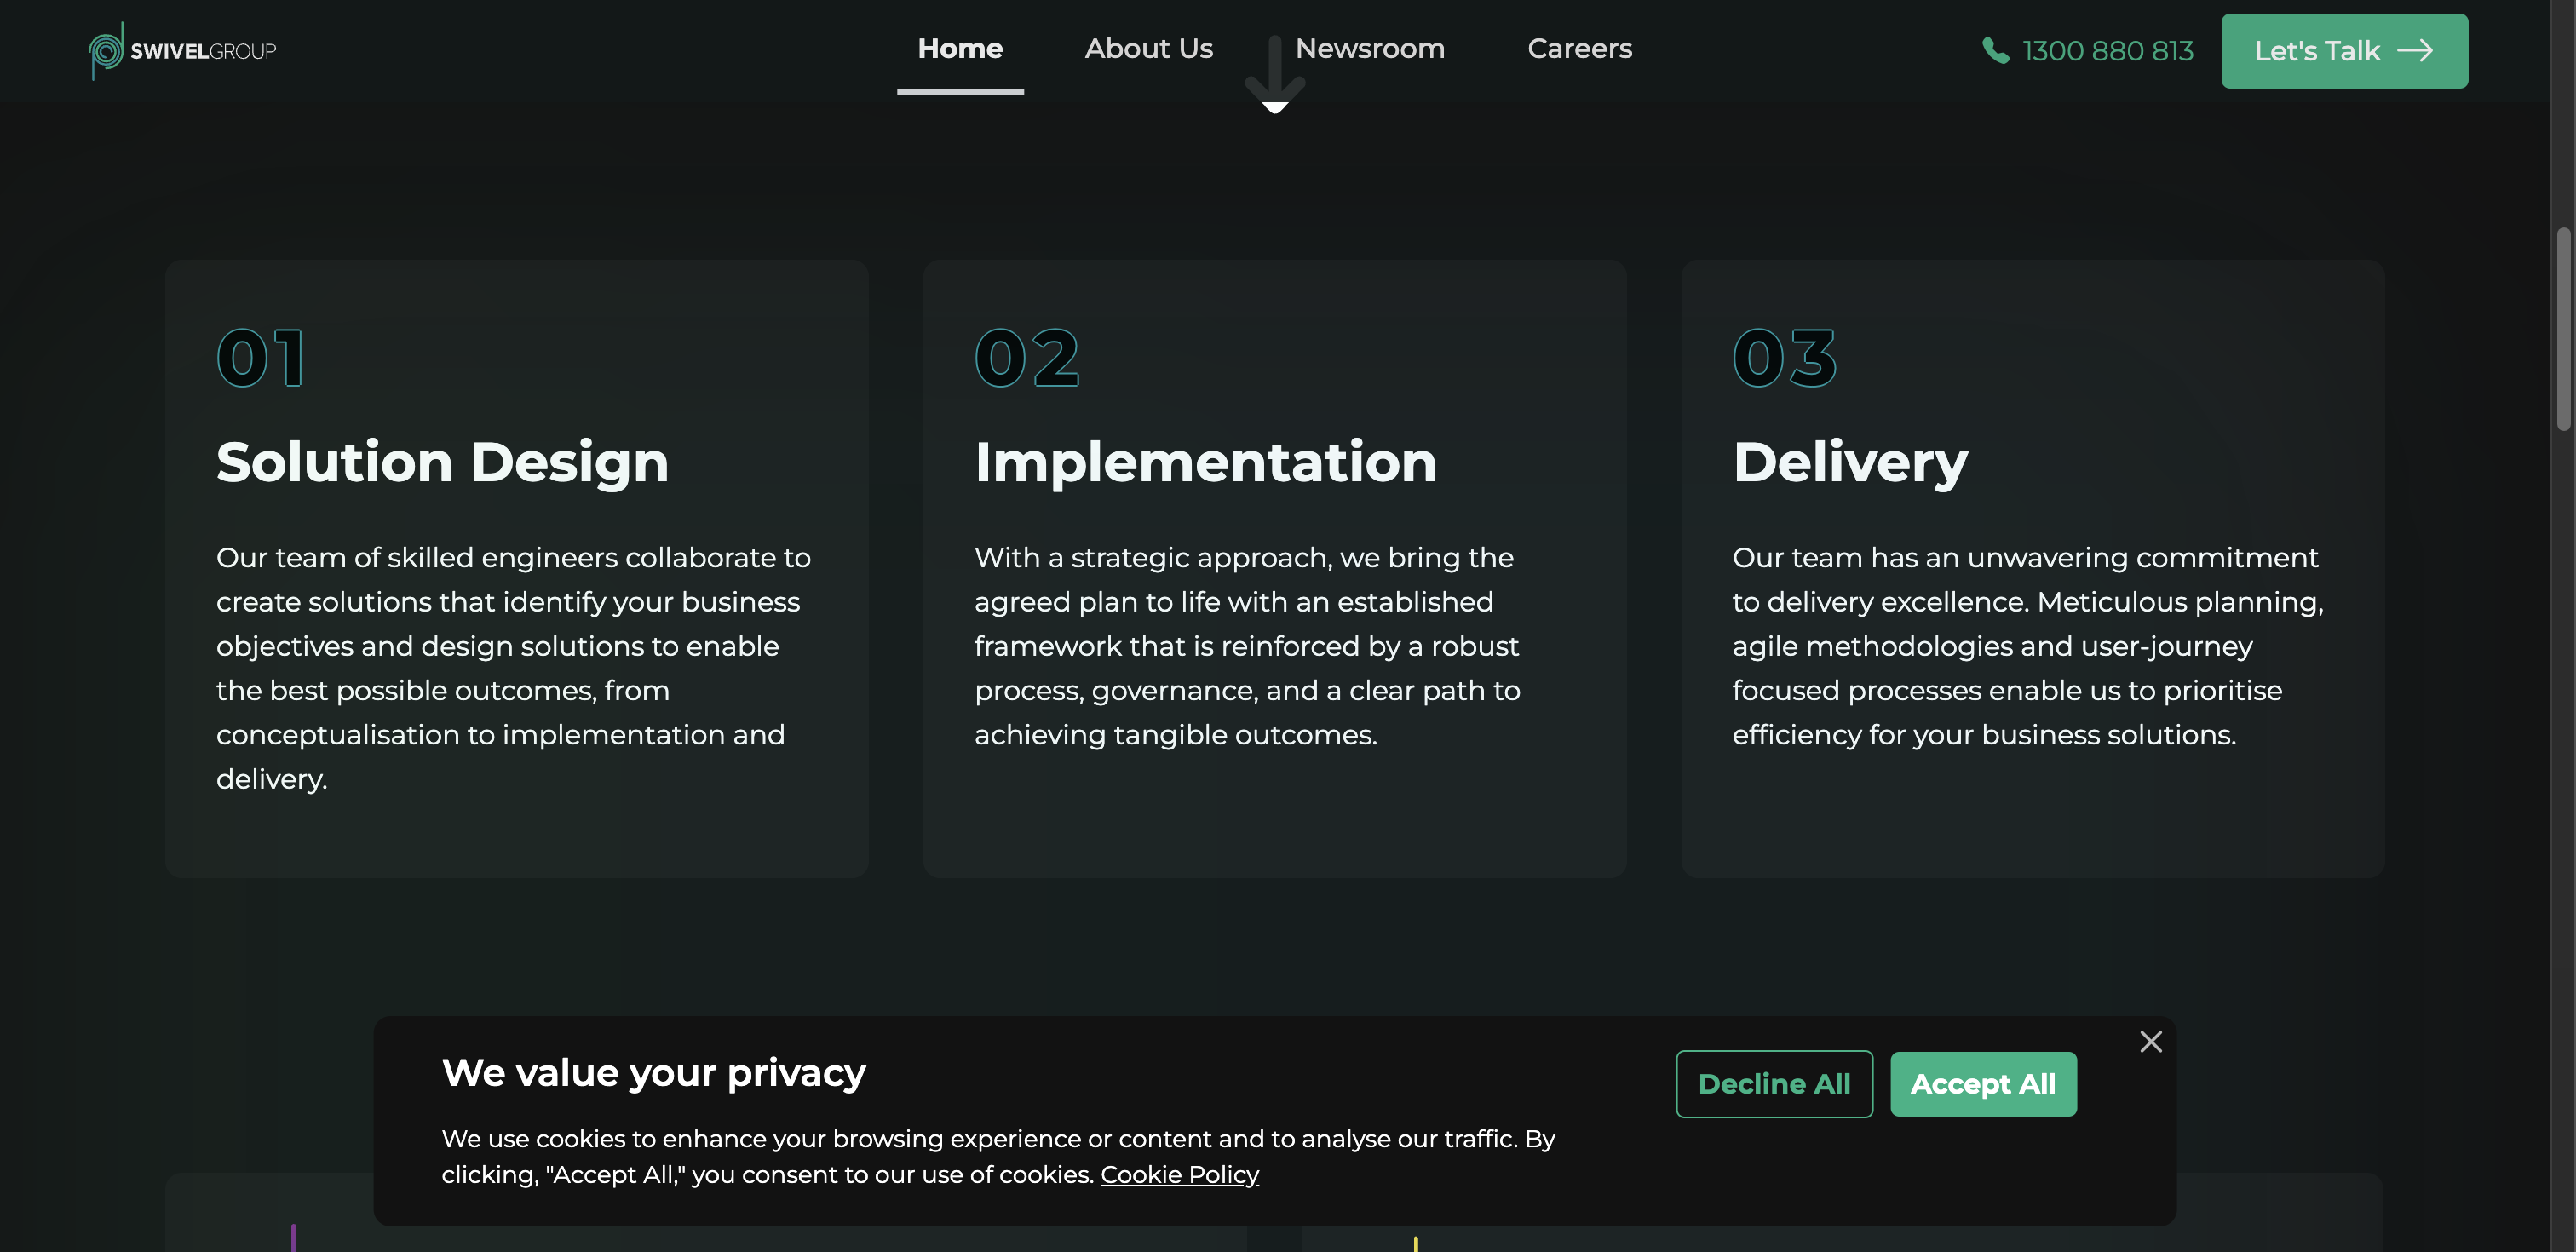 SWIVELGROUP
Home
About Us
Newsroom
Careers
1300 880 813
Let's Talk
01
Solution Design
Our team of skilled engineers collaborate to
create solutions that identify your business
objectives and design solutions to enable
the best possible outcomes, from
conceptualisation to implementation and
delivery.
02
Implementation
With a strategic approach, we bring the
agreed plan to life with an established
framework that is reinforced by a robust
process, governance, and a clear path to
achieving tangible outcomes.
03
Delivery
Our team has an unwavering commitment
to delivery excellence. Meticulous planning,
agile methodologies and user-journey
focused processes enable us to prioritise
efficiency for your business solutions.
We value your privacy
We use cookies to enhance your browsing experience or content and to analyse our traffic. By
clicking, "Accept All," you consent to our use of cookies. Cookie Policy
Decline All
Accept All